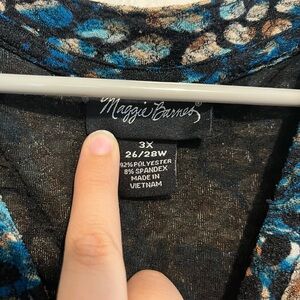 Maggie Barnes®
3X
26/28W
92% POLYESTER
8% SPANDEX
MADE IN
VIETNAM